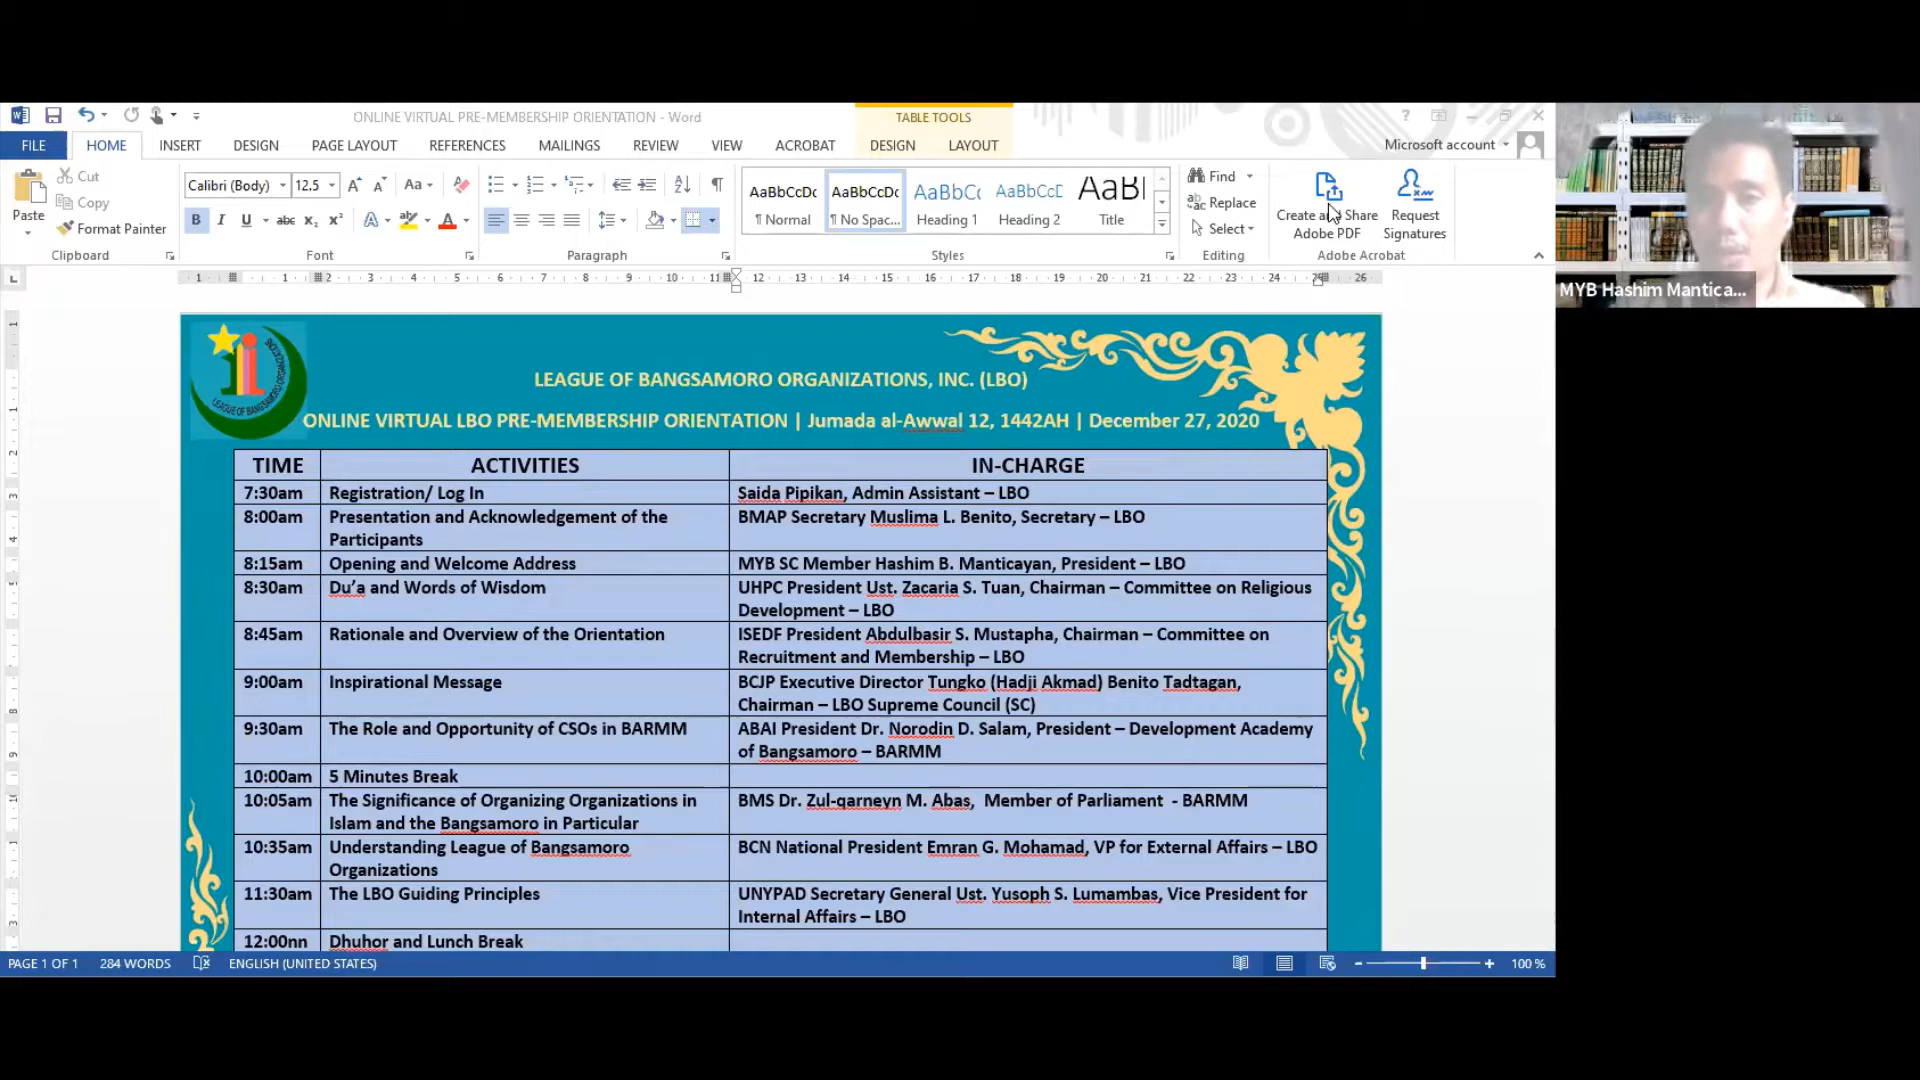 ONLINE VIRTUAL PRE-MEMBERSHIP ORIENTATION - Word
TABLE TOOLS
FILE HOME INSERT DESIGN PAGE LAYOUT REFERENCES MAILINGS REVIEW VIEW ACROBAT DESIGN LAYOUT Microsoft account
Paste
Cut
Copy
Format Painter
Clipboard
Calibri (Body) 12.5
Font
Paragraph
AaBbCcDc AaBbCcDc AaBbC AaBbCcD AaB
¶ Normal ¶ No Spac... Heading 1 Heading 2 Title
Styles
Find
Replace
Select
Editing
Create and Share
Adobe PDF
Request
Signatures
Adobe Acrobat
MYB Hashim Mantica...
LEAGUE OF BANGSAMORO ORGANIZATIONS, INC. (LBO)
ONLINE VIRTUAL LBO PRE-MEMBERSHIP ORIENTATION | Jumada al-Awwal 12, 1442AH | December 27, 2020
LEAGUE OF BANGSAMORO ORGANIZATIONS
TIME ACTIVITIES IN-CHARGE
7:30am Registration/ Log In Saida Pipikan, Admin Assistant – LBO
8:00am Presentation and Acknowledgement of the BMAP Secretary Muslima L. Benito, Secretary – LBO
Participants
8:15am Opening and Welcome Address MYB SC Member Hashim B. Manticayan, President – LBO
8:30am Du’a and Words of Wisdom UHPC President Ust. Zacaria S. Tuan, Chairman – Committee on Religious
Development – LBO
8:45am Rationale and Overview of the Orientation ISEDF President Abdulbasir S. Mustapha, Chairman – Committee on
Recruitment and Membership – LBO
9:00am Inspirational Message BCJP Executive Director Tungko (Hadji Akmad) Benito Tadtagan,
Chairman – LBO Supreme Council (SC)
9:30am The Role and Opportunity of CSOs in BARMM ABAI President Dr. Norodin D. Salam, President – Development Academy
of Bangsamoro – BARMM
10:00am 5 Minutes Break
10:05am The Significance of Organizing Organizations in BMS Dr. Zul-qarneyn M. Abas, Member of Parliament - BARMM
Islam and the Bangsamoro in Particular
10:35am Understanding League of Bangsamoro BCN National President Emran G. Mohamad, VP for External Affairs – LBO
Organizations
11:30am The LBO Guiding Principles UNYPAD Secretary General Ust. Yusoph S. Lumambas, Vice President for
Internal Affairs – LBO
12:00nn Dhuhor and Lunch Break
PAGE 1 OF 1 284 WORDS ENGLISH (UNITED STATES) 100 %